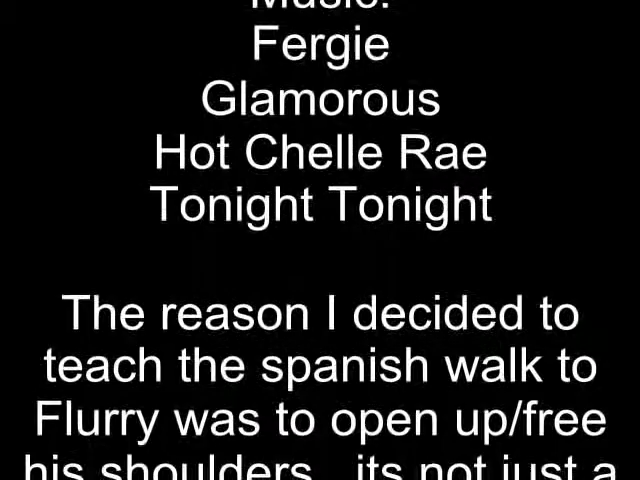 Music:
Fergie
Glamorous
Hot Chelle Rae
Tonight Tonight
The reason I decided to
teach the spanish walk to
Flurry was to open up/free
his shoulders.. its not just a